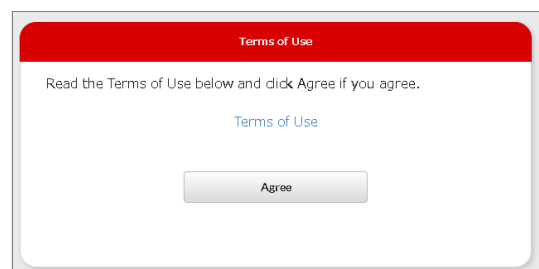 Terms of Use
Read the Terms of Use below and click Agree if you agree.
Terms of Use
Agree